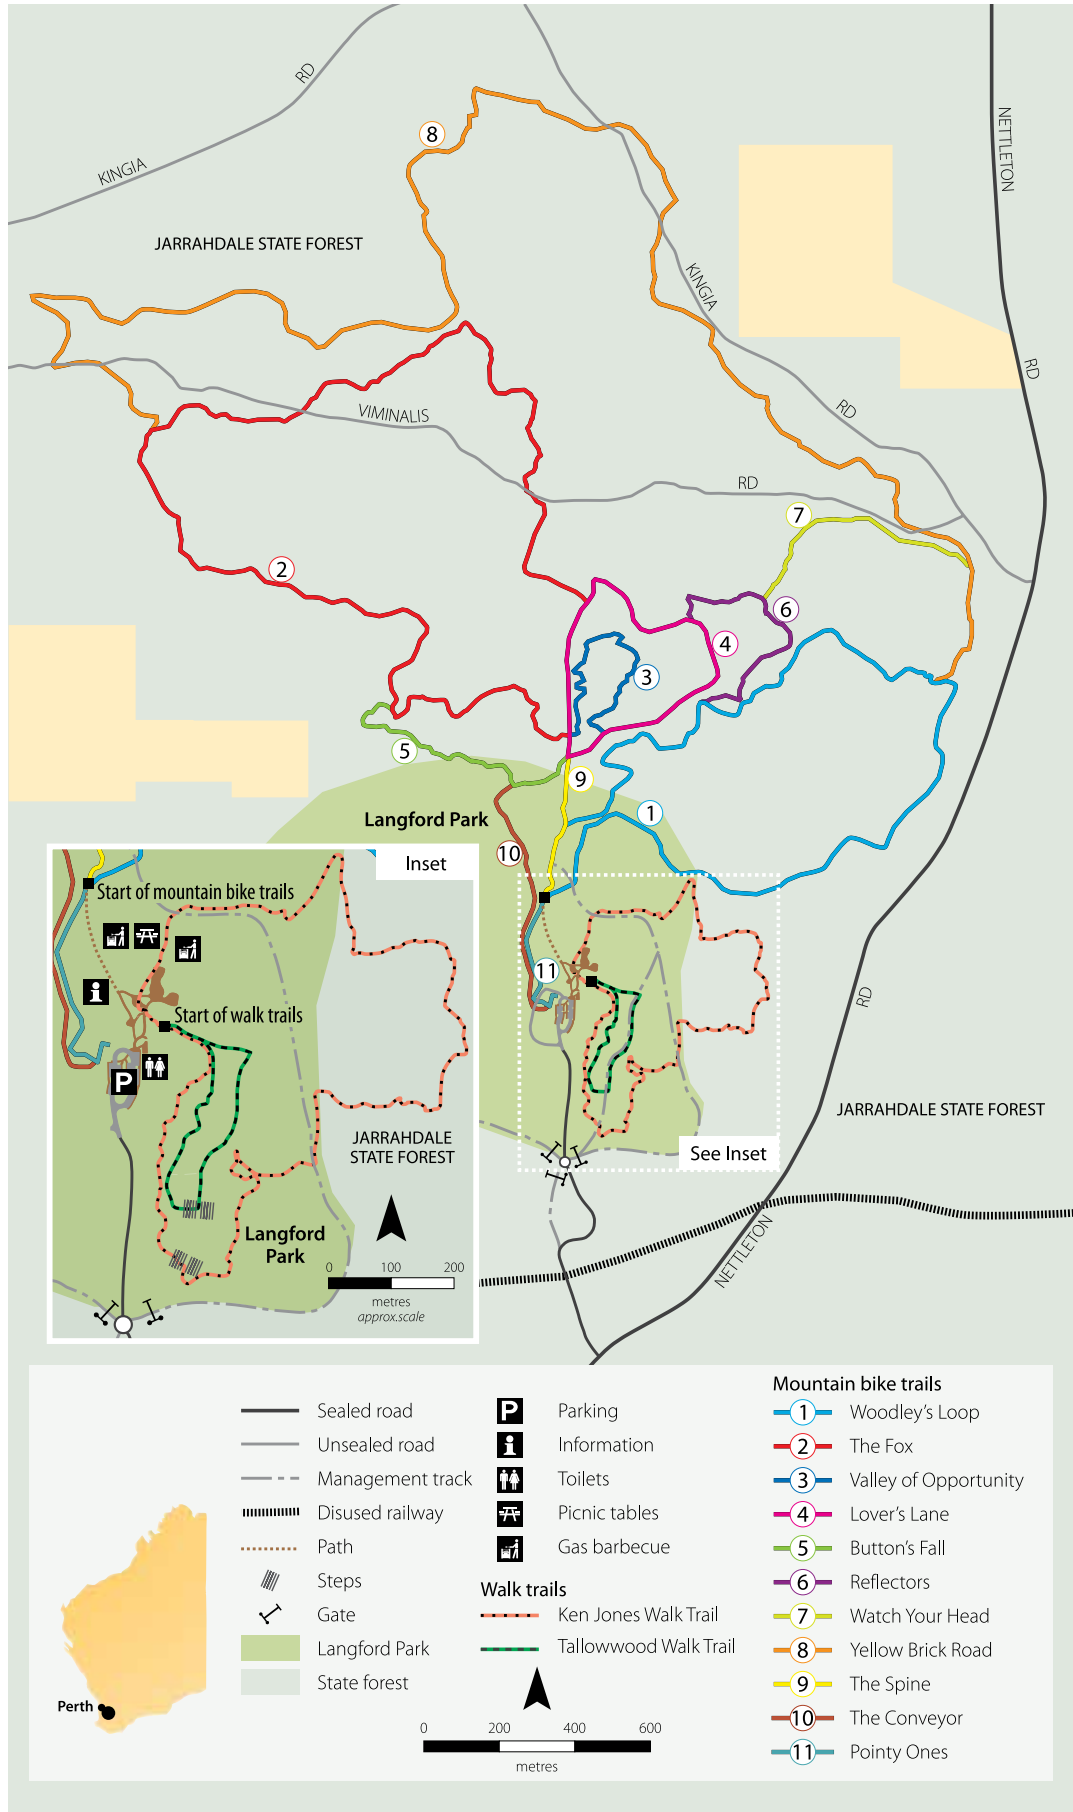 RD
KINGIA
8
NETTLETON
JARRAHDALE STATE FOREST
KINGIA
RD
RD
VIMINALIS
RD
7
2
6
4
3
5
9
Langford Park
1
10
11
RD
JARRAHDALE STATE FOREST
See Inset
NETTLETON
Inset
Start of mountain bike trails
Start of walk trails
P
JARRAHDALE
STATE FOREST
Langford
Park
0 100 200
metres
approx.scale
Sealed road
Unsealed road
Management track
Disused railway
Path
Steps
Gate
Langford Park
State forest
Perth
P Parking
i Information
Toilets
Picnic tables
Gas barbecue
Walk trails
Ken Jones Walk Trail
Tallowwood Walk Trail
0 200 400 600
metres
Mountain bike trails
1 Woodley's Loop
2 The Fox
3 Valley of Opportunity
4 Lover's Lane
5 Button's Fall
6 Reflectors
7 Watch Your Head
8 Yellow Brick Road
9 The Spine
10 The Conveyor
11 Pointy Ones